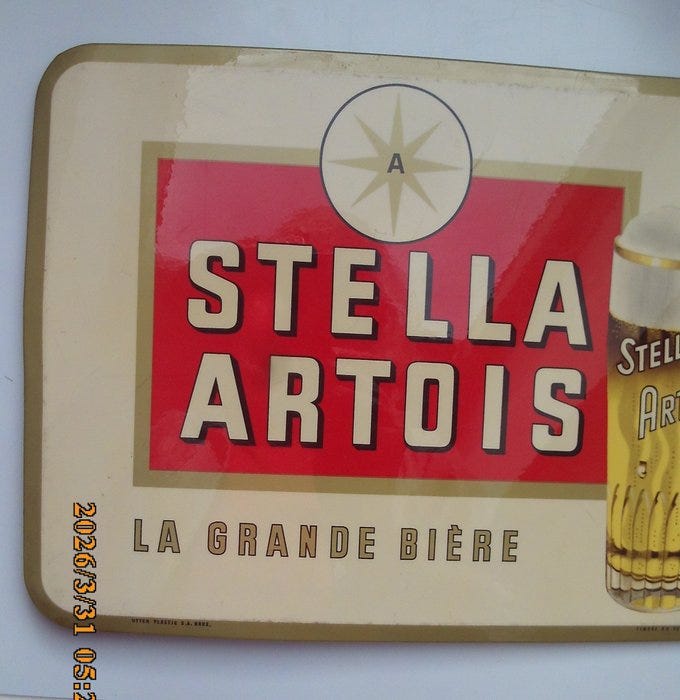 A
STELLA
ARTOIS
STELL
ART
LA GRANDE BIÈRE
2026/3/31 05:2